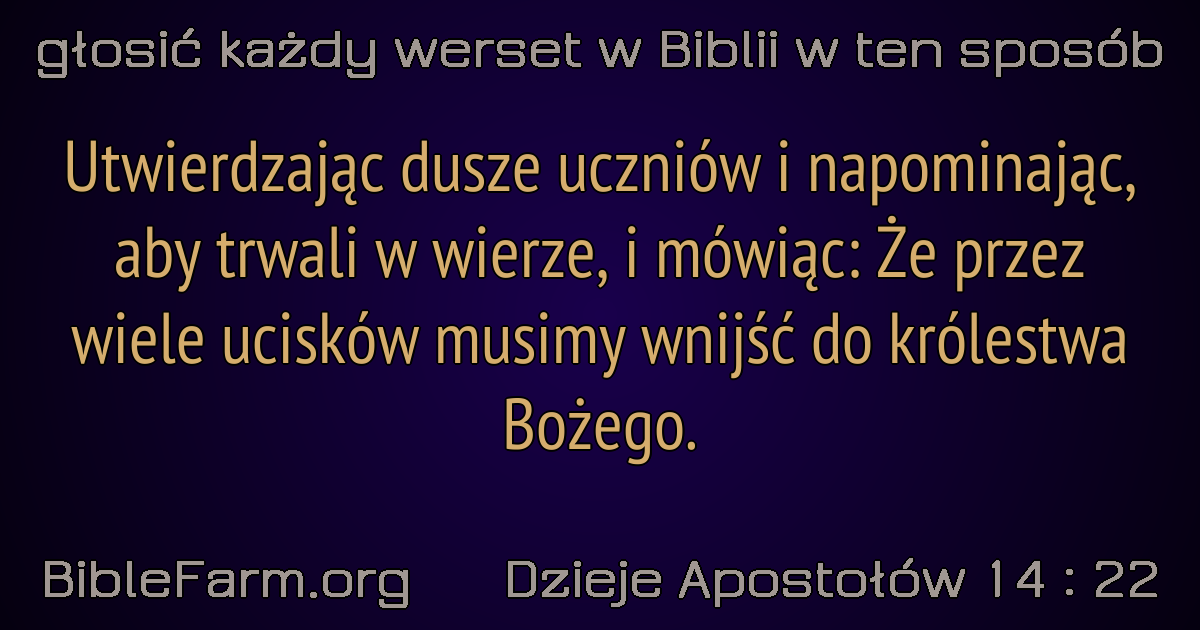 głosić każdy werset w Biblii w ten sposób
Utwierdzając dusze uczniów i napominając,
aby trwali w wierze, i mówiąc: Że przez
wiele ucisków musimy wnijść do królestwa
Bożego.
BibleFarm.org Dzieje Apostołów 14 : 22